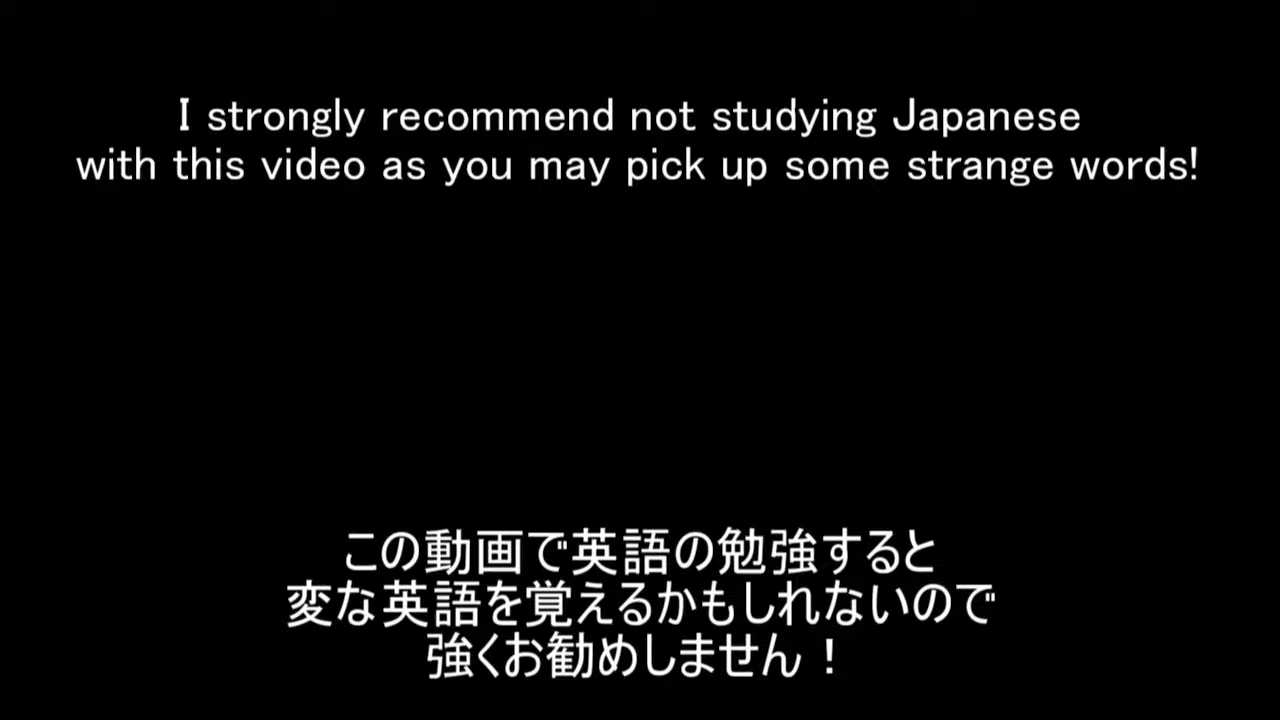 I strongly recommend not studying Japanese
with this video as you may pick up some strange words!
この動画で英語の勉強すると
変な英語を覚えるかもしれないので
強くお勧めしません！